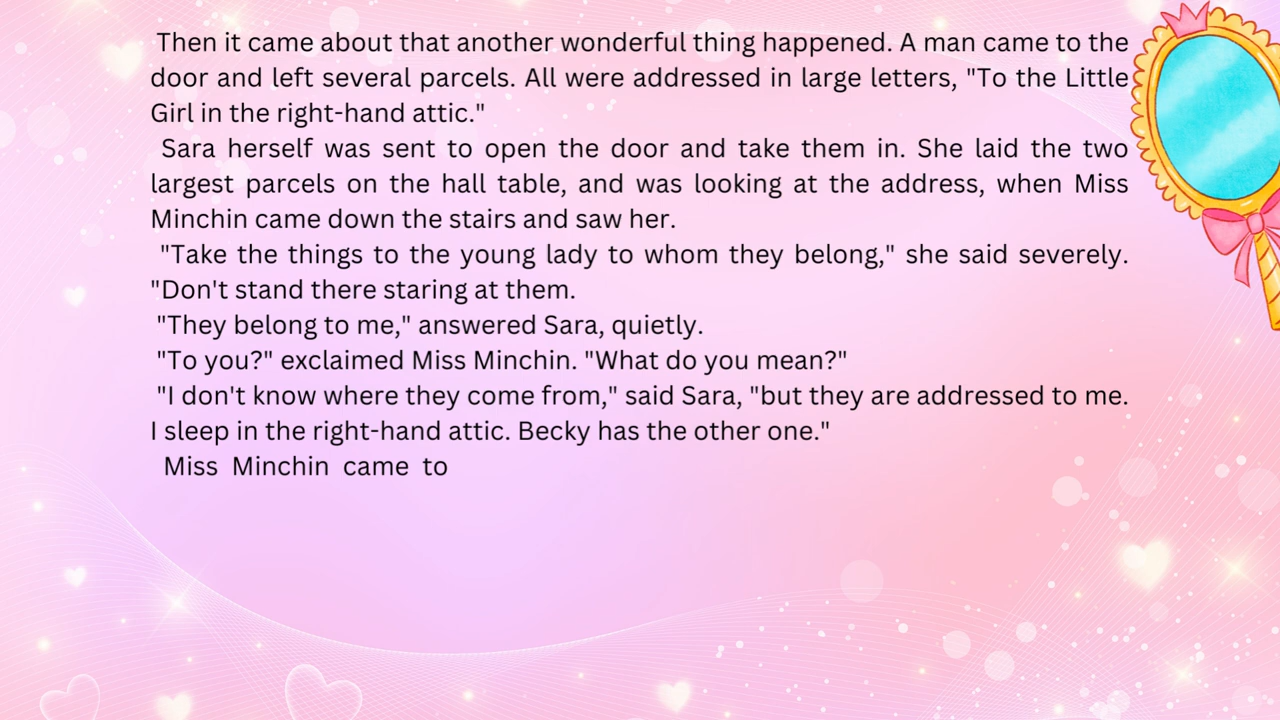 Then it came about that another wonderful thing happened. A man came to the
door and left several parcels. All were addressed in large letters, "To the Little
Girl in the right-hand attic."
Sara herself was sent to open the door and take them in. She laid the two
largest parcels on the hall table, and was looking at the address, when Miss
Minchin came down the stairs and saw her.
"Take the things to the young lady to whom they belong," she said severely.
"Don't stand there staring at them.
"They belong to me," answered Sara, quietly.
"To you?" exclaimed Miss Minchin. "What do you mean?"
"I don't know where they come from," said Sara, "but they are addressed to me.
I sleep in the right-hand attic. Becky has the other one."
Miss Minchin came to